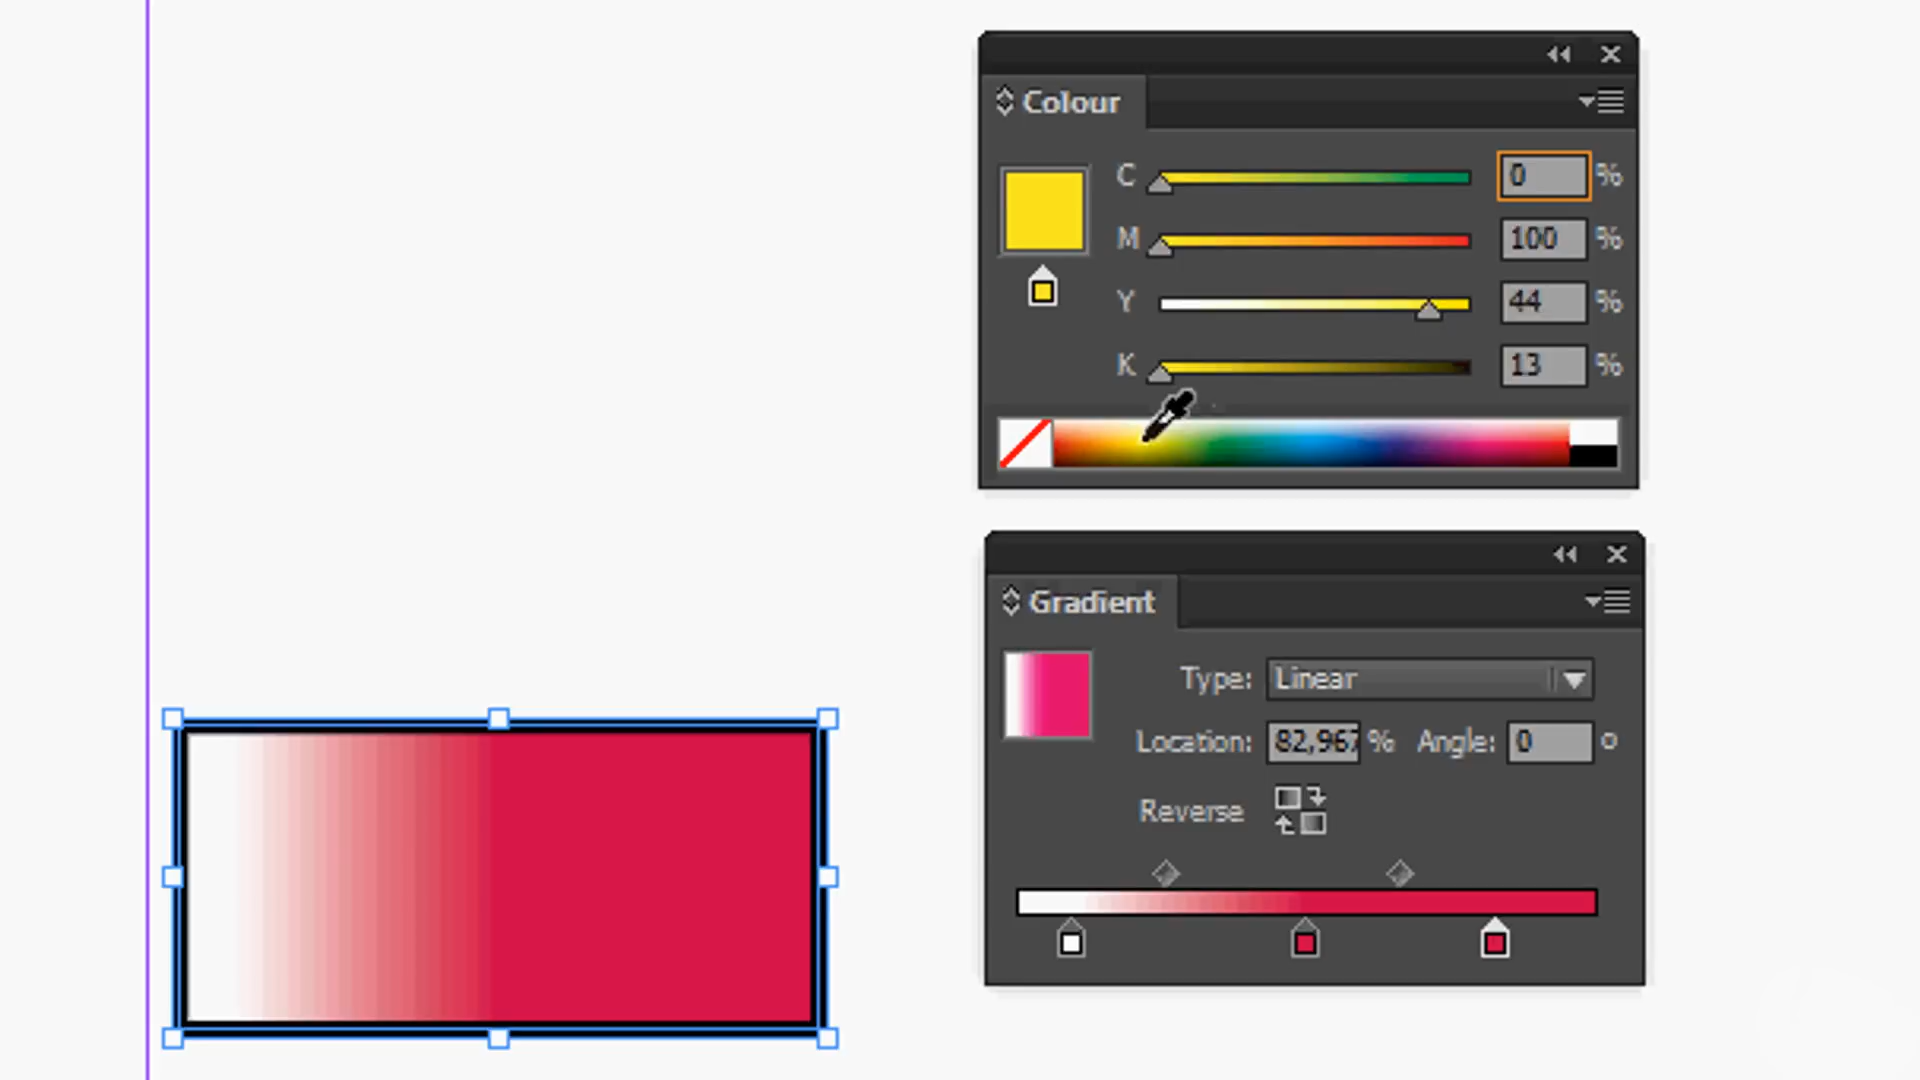 Colour
C 0 %
M 100 %
Y 44 %
K 13 %
Gradient
Type: Linear
Location: 82,967 % Angle: 0 °
Reverse